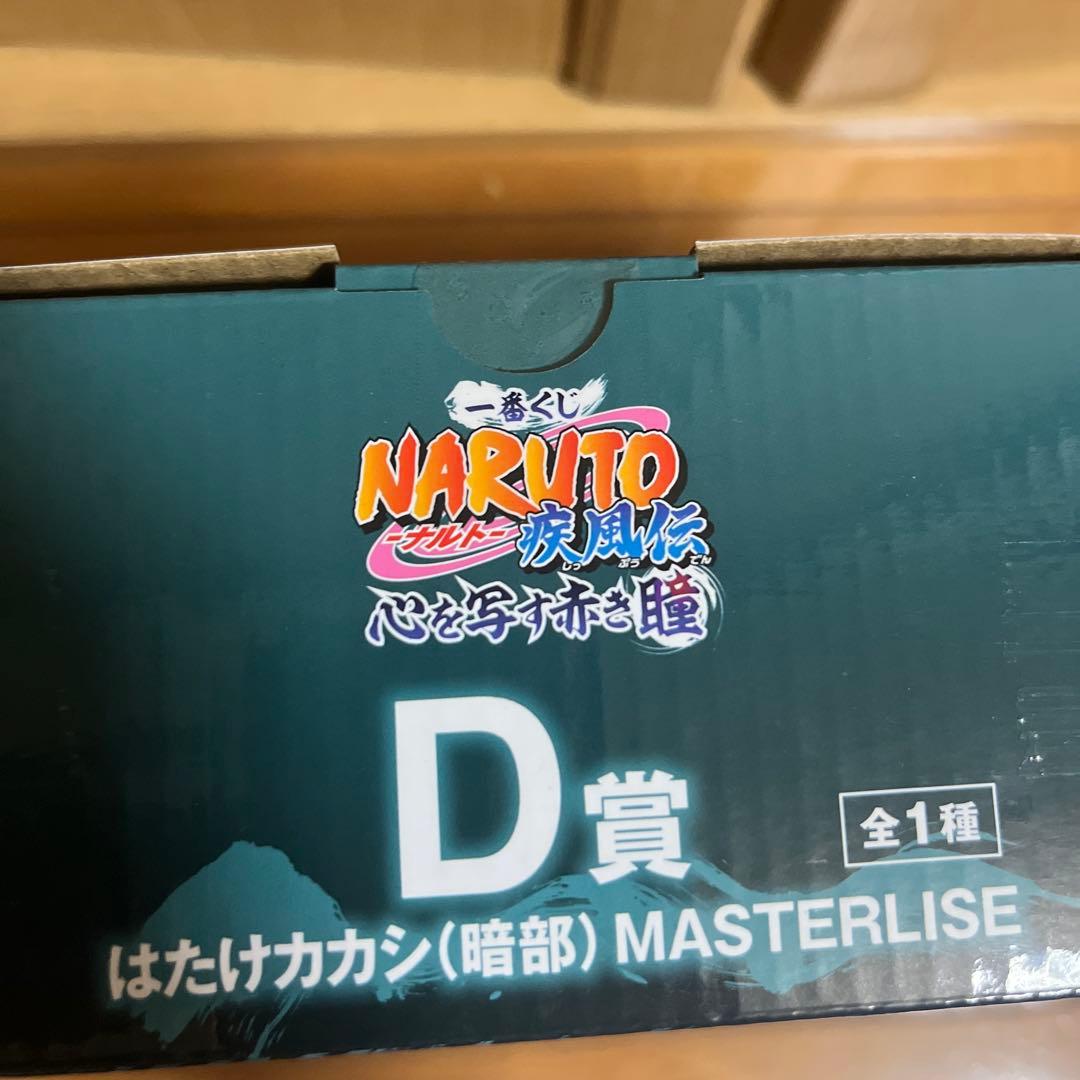 一番くじ
NARUTO
-ナルト- 疾風伝
しっ ぷう でん
心を写す赤き瞳
D賞
全1種
はたけカカシ(暗部) MASTERLISE